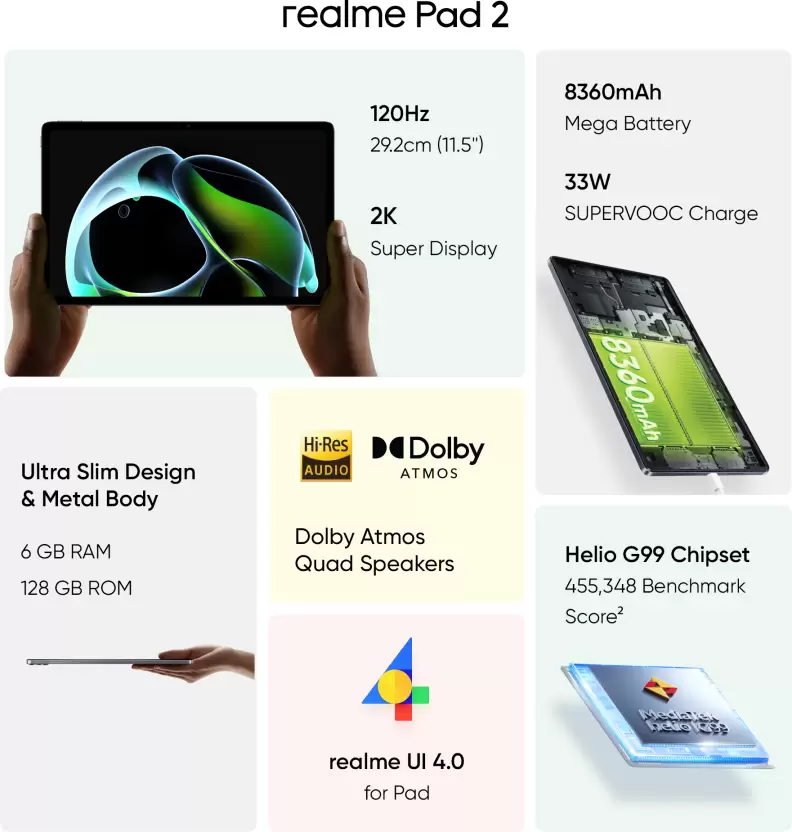 realme Pad 2
120Hz
29.2cm (11.5")
2K
Super Display
8360mAh
Mega Battery
33W
SUPERVOOC Charge
8360mAh
Ultra Slim Design
& Metal Body
6 GB RAM
128 GB ROM
Hi-Res
AUDIO
Dolby
ATMOS
Dolby Atmos
Quad Speakers
4
realme UI 4.0
for Pad
Helio G99 Chipset
455,348 Benchmark
Score²
MediaTek
helio G99